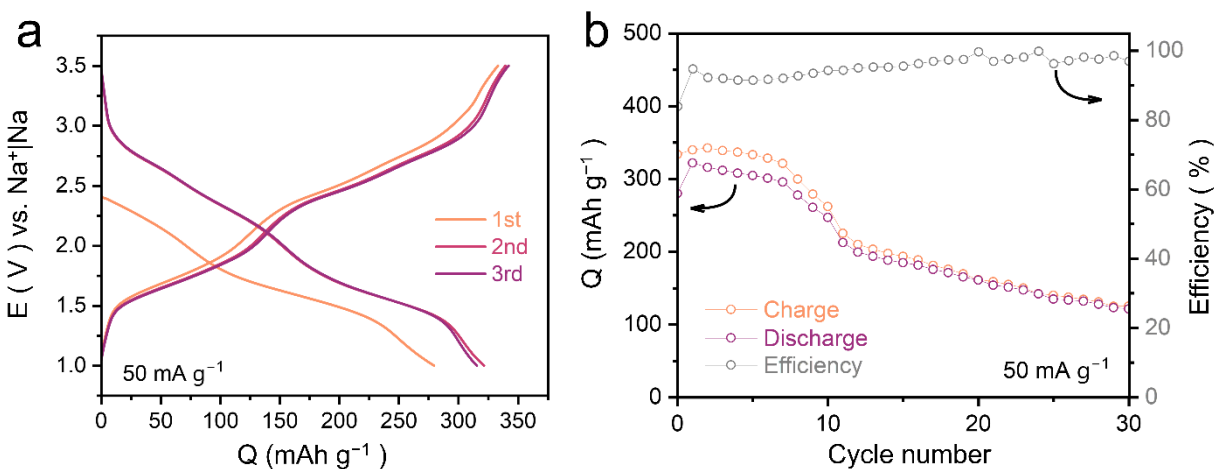 a
E ( V ) vs. Na⁺|Na
3.5
3.0
2.5
2.0
1.5
1.0
1st
2nd
3rd
50 mA g⁻¹
0 50 100 150 200 250 300 350
Q (mAh g⁻¹)
b
Q (mAh g⁻¹)
500
400
300
200
100
0
Charge
Discharge
Efficiency
50 mA g⁻¹
0 10 20 30
Cycle number
100
80
60
40
20
0
Efficiency ( % )